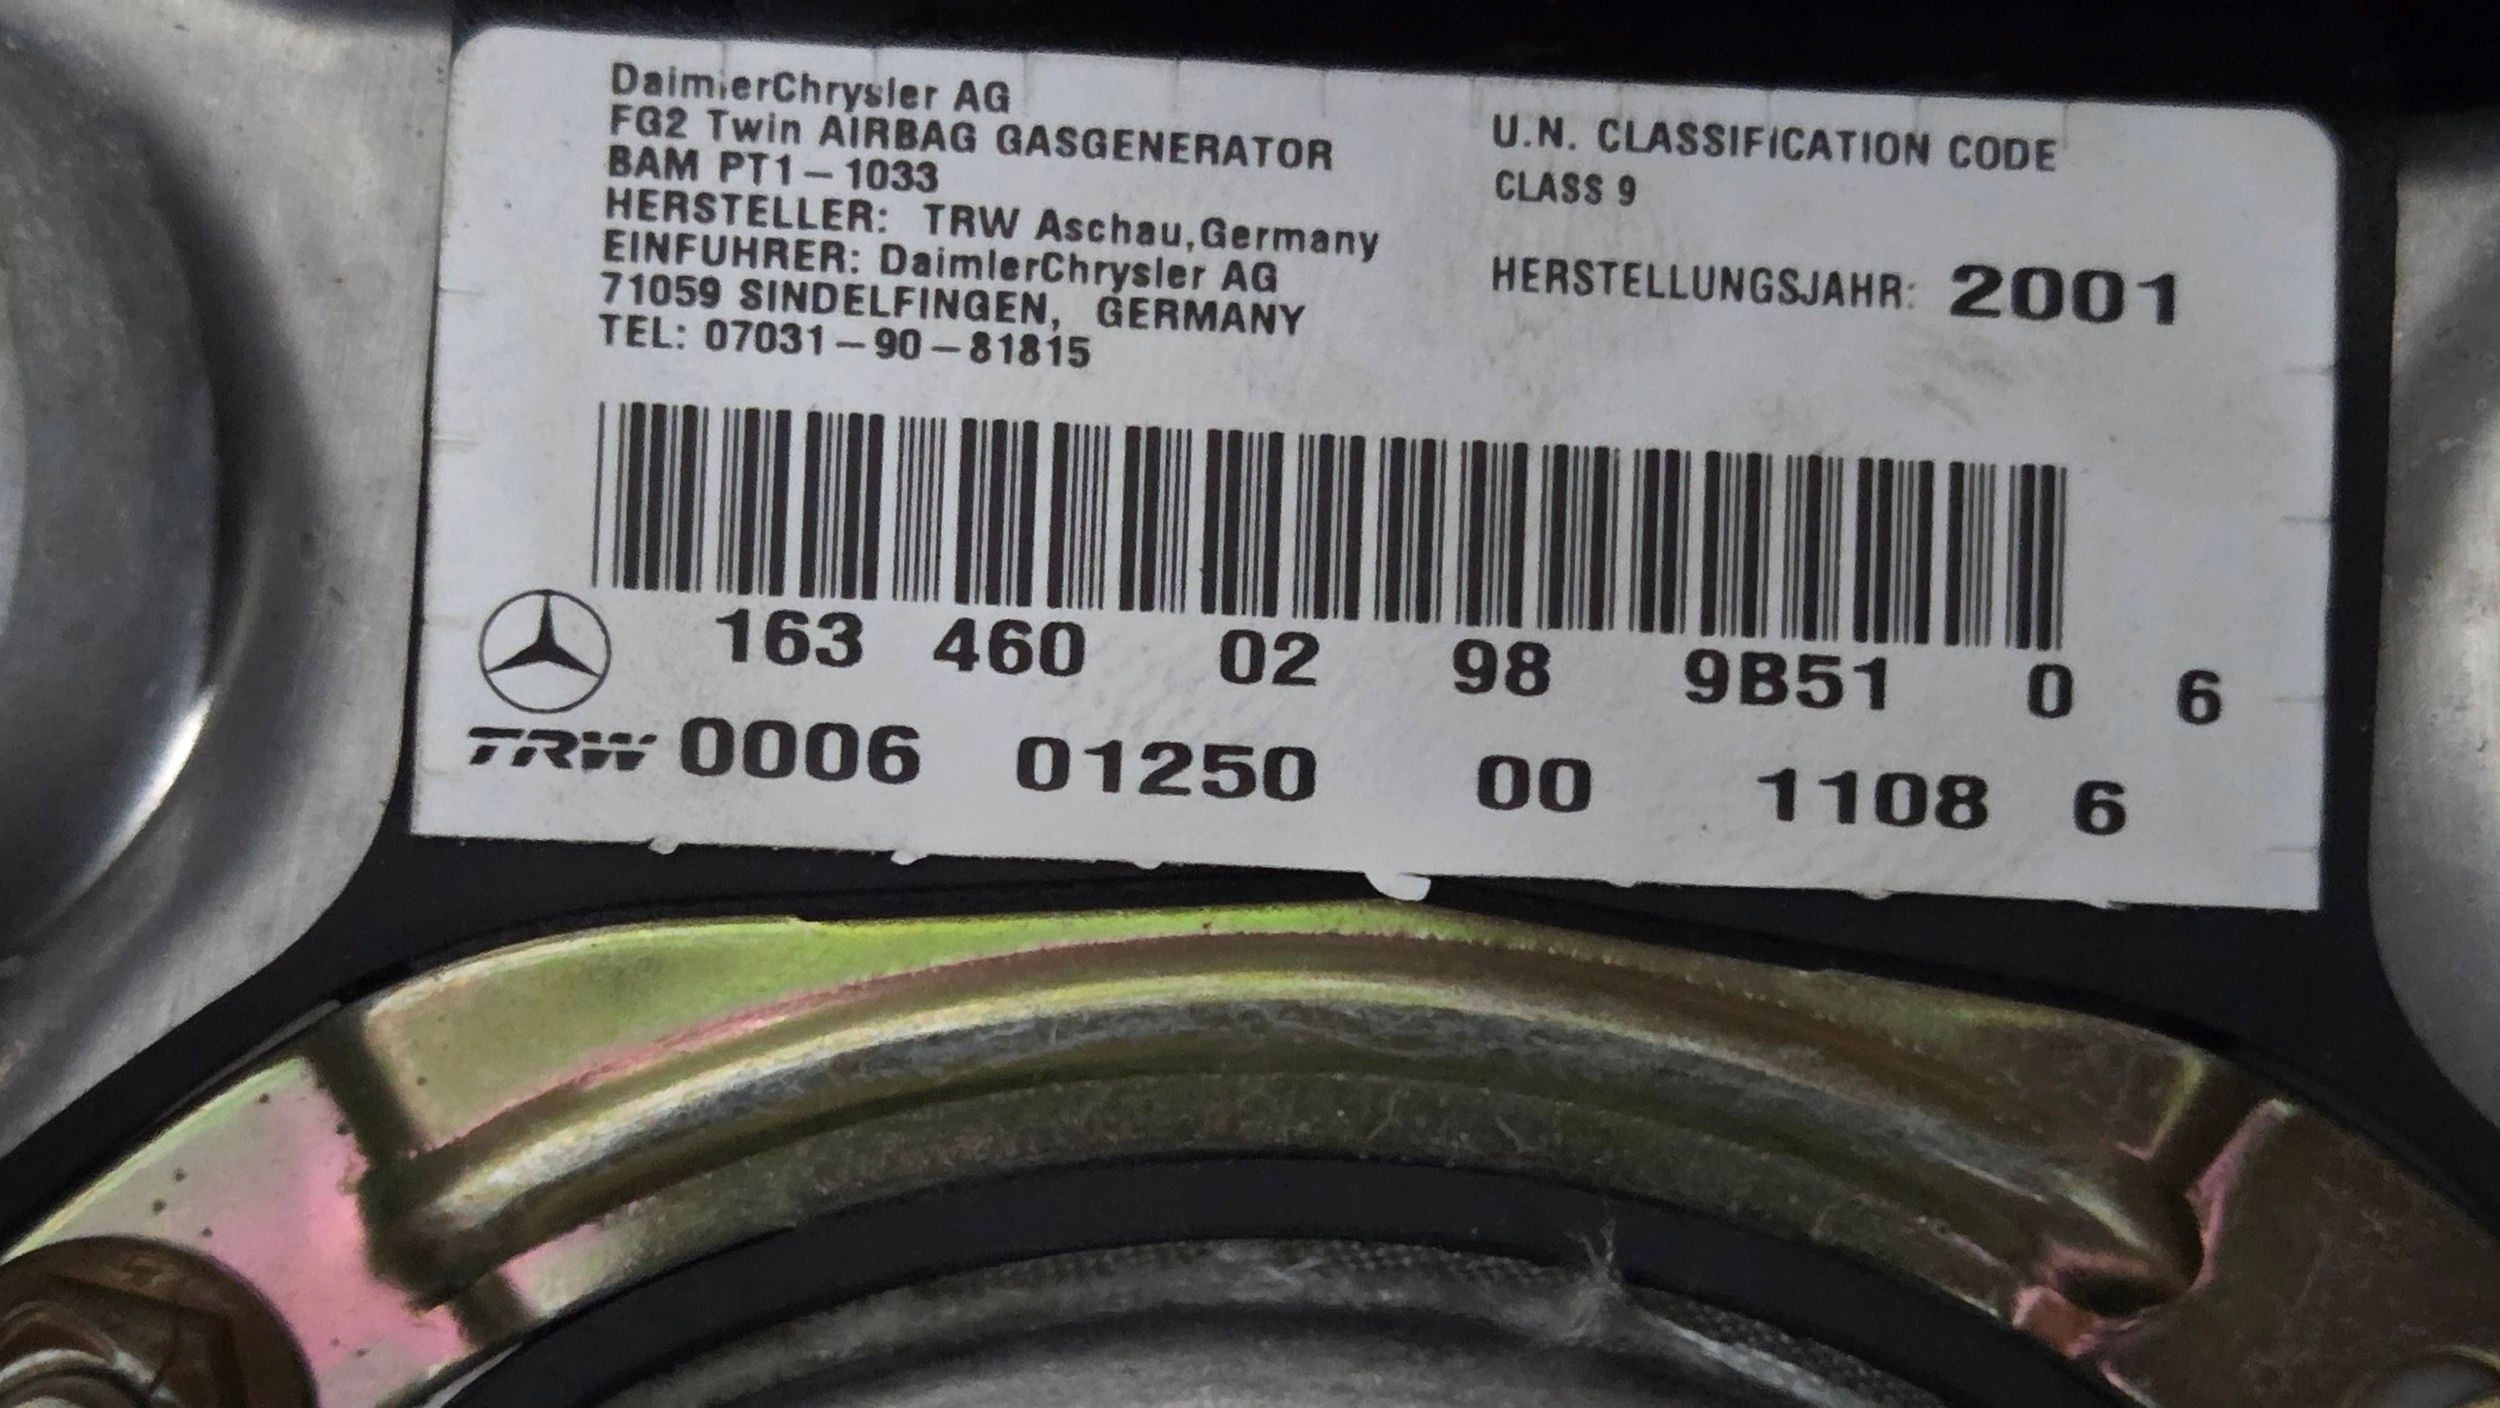 DaimlerChrysler AG
FG2 Twin AIRBAG GASGENERATOR
BAM PT1-1033
HERSTELLER: TRW Aschau,Germany
EINFUHRER: DaimlerChrysler AG
71059 SINDELFINGEN, GERMANY
TEL: 07031-90-81815
U.N. CLASSIFICATION CODE
CLASS 9
HERSTELLUNGSJAHR: 2001
163 460 02 98 9B51 0 6
TRW 0006 01250 00 1108 6